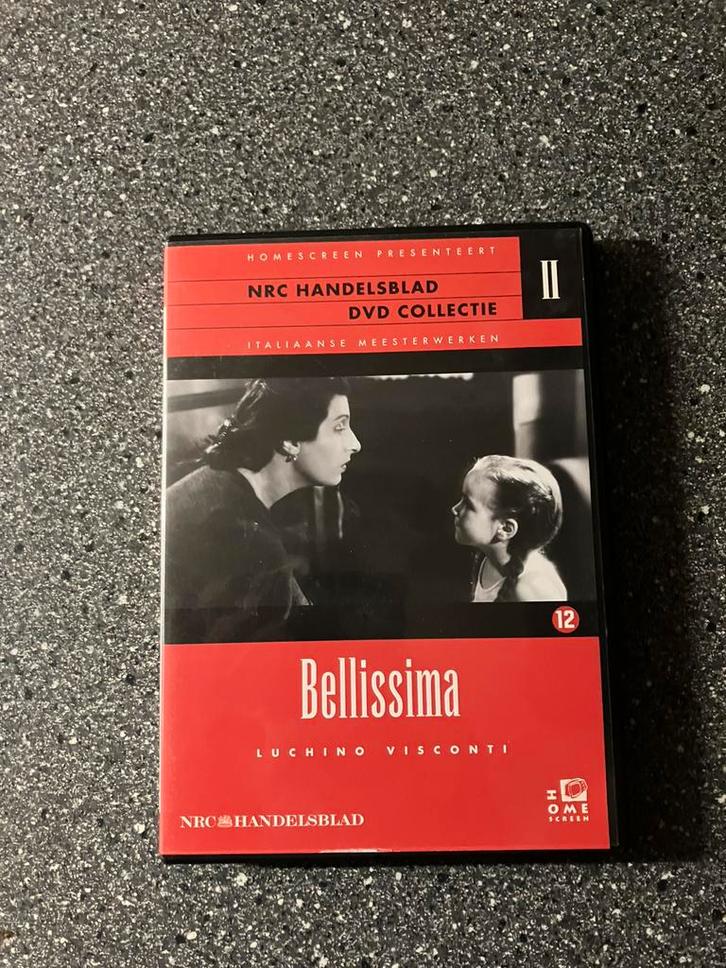 HOMESCREEN PRESENTEERT
NRC HANDELSBLAD
DVD COLLECTIE
II
ITALIAANSE MEESTERWERKEN
12
Bellissima
LUCHINO VISCONTI
NRC HANDELSBLAD
HOME
SCREEN